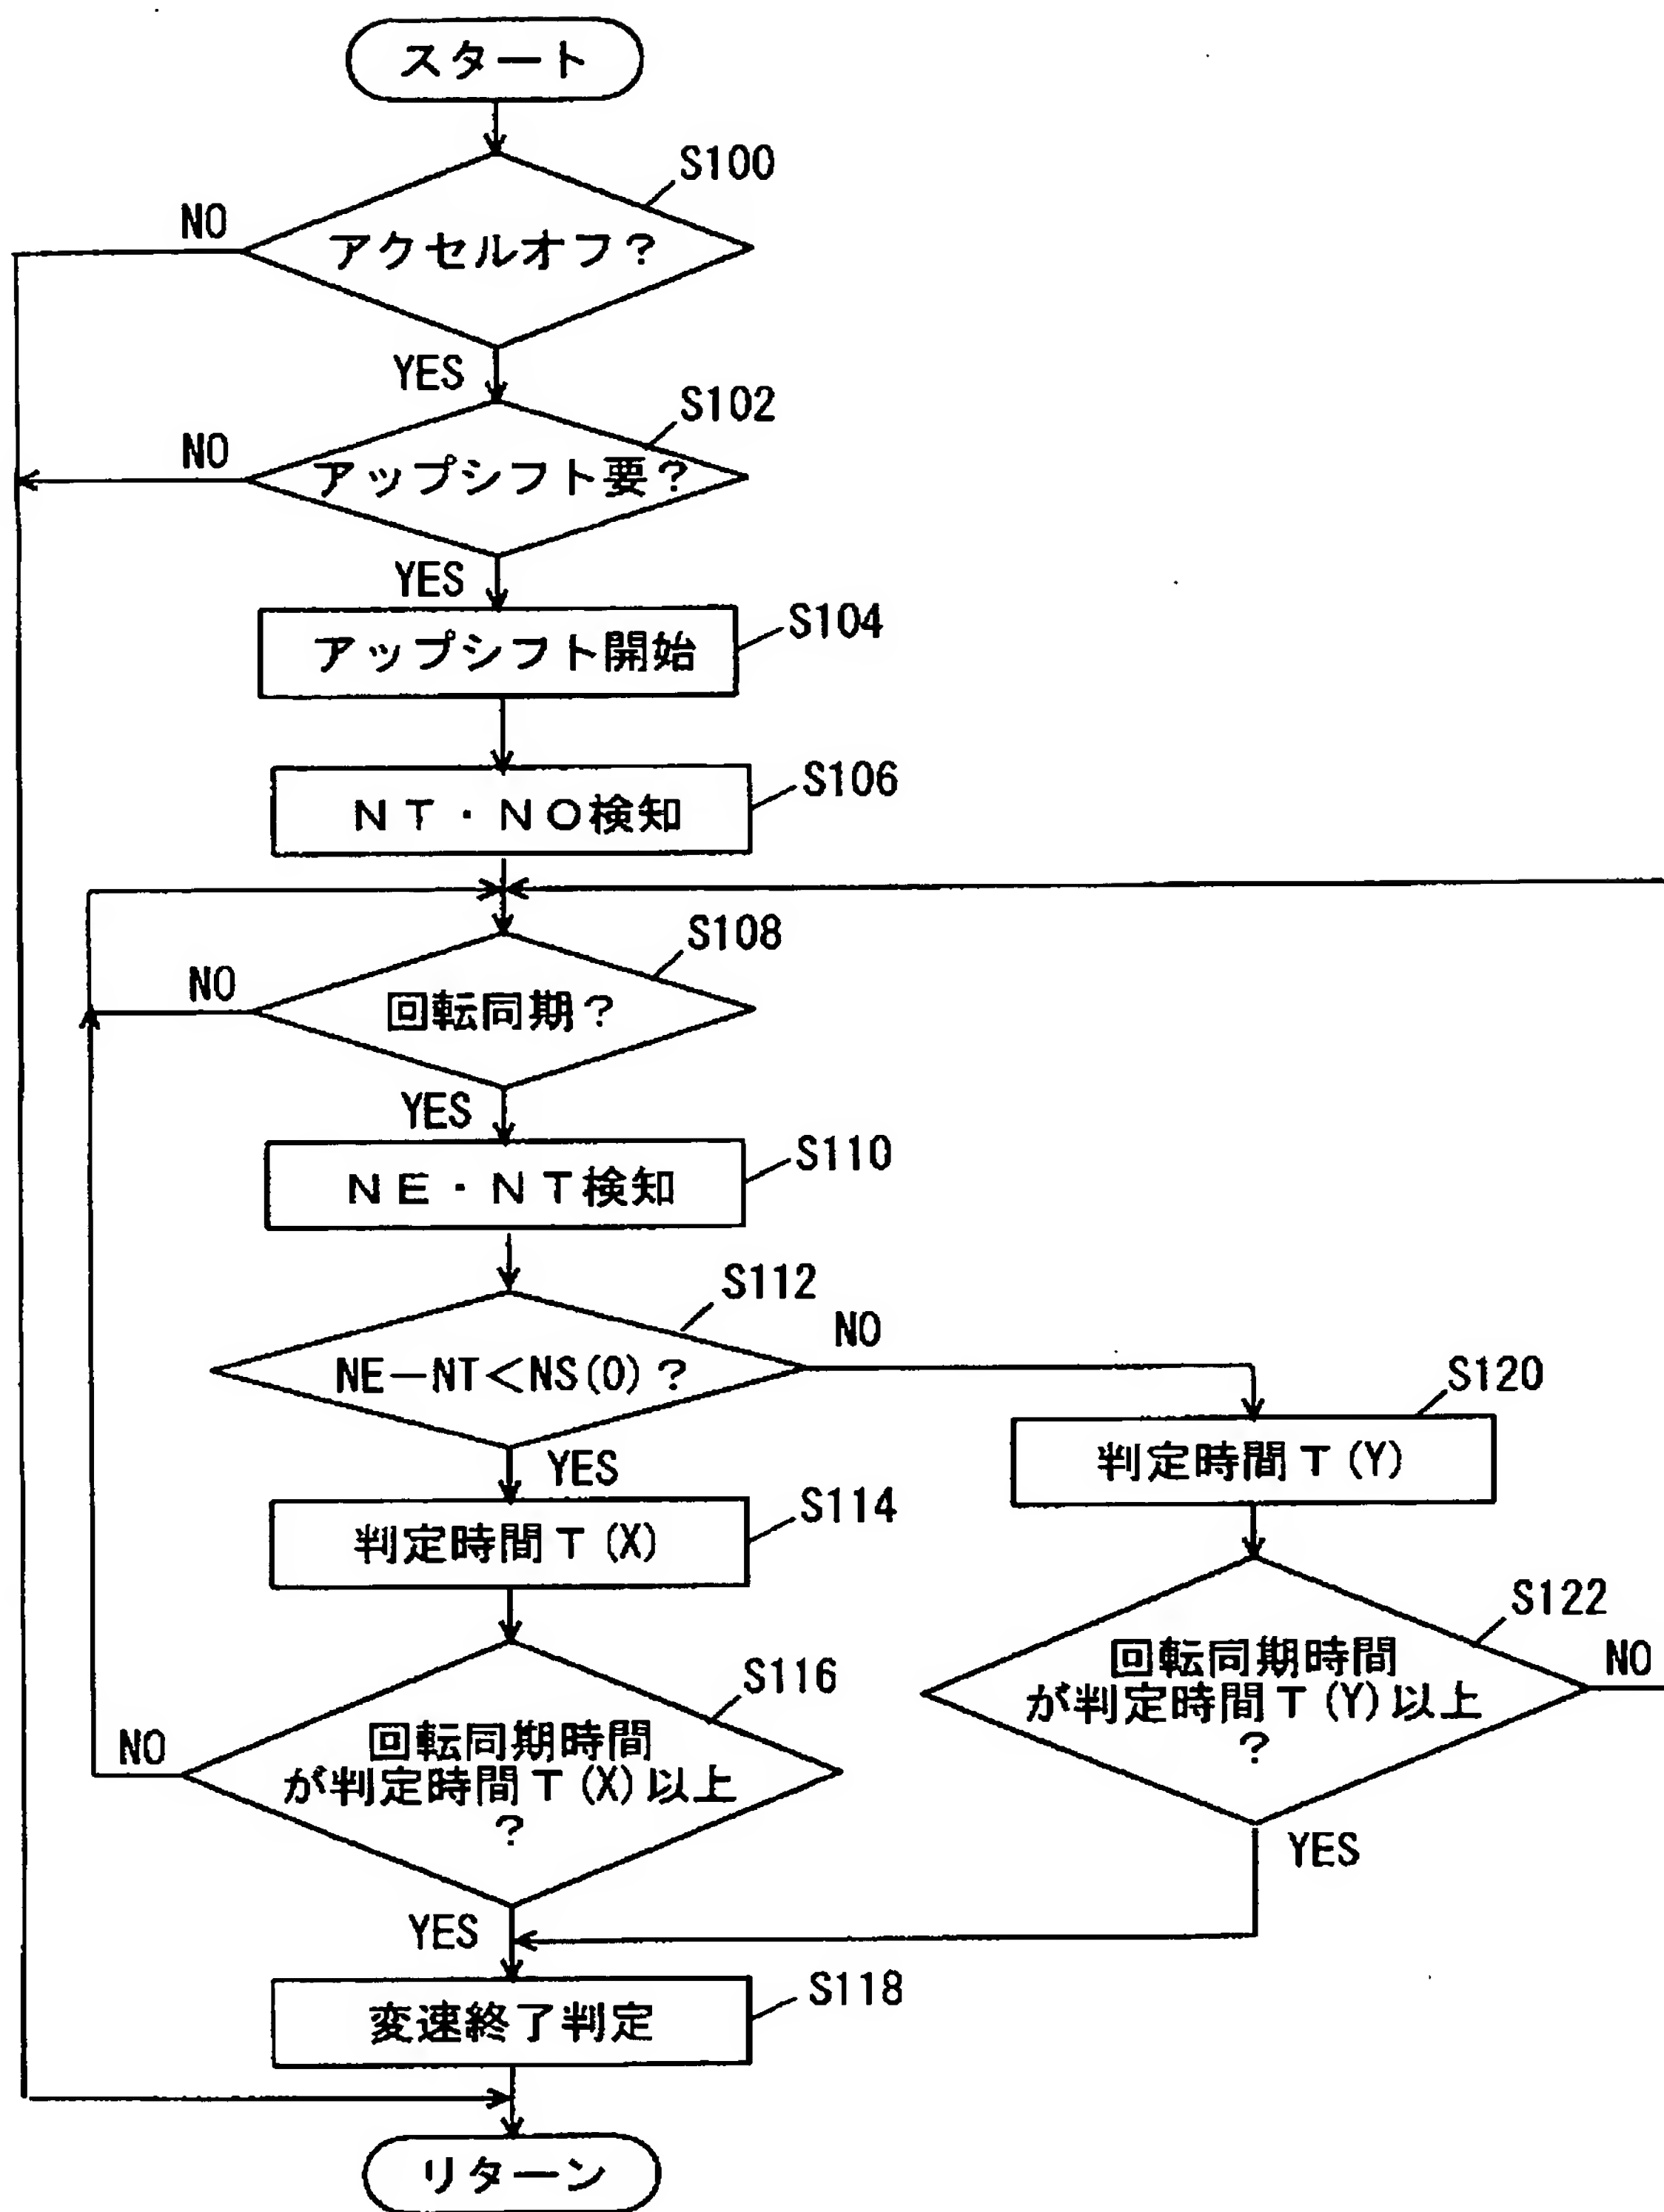 スタート
S100
NO
アクセルオフ?
YES
S102
NO
アップシフト要?
YES
S104
アップシフト開始
S106
NT・NO検知
S108
NO
回転同期?
YES
S110
NE・NT検知
S112
NO
NE-NT<NS(0)?
S120
YES
判定時間T(Y)
S114
判定時間T(X)
S122
回転同期時間
が判定時間T(Y)以上
?
NO
S116
NO
回転同期時間
が判定時間T(X)以上
?
YES
YES
S118
変速終了判定
リターン